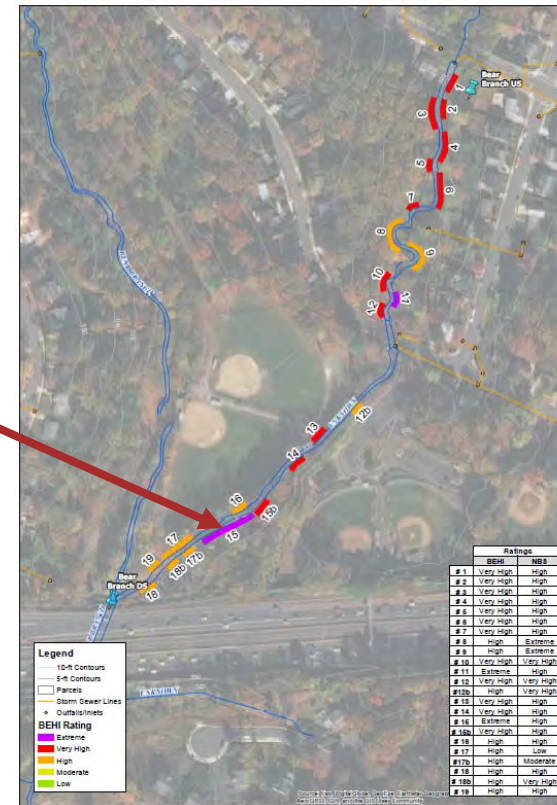 Bear
Branch US
1
2
3
4
5
6
7
8
9
10
11
12
12b
13
14
15b
16
15
17
17b
18b
19
18
Bear
Branch DS
UNKNOWN
UNKNOWN
Legend
10-ft Contours
5-ft Contours
Parcels
Storm Sewer Lines
Outfalls/Inlets
BEHI Rating
Extreme
Very High
High
Moderate
Low
Ratings
BEHI NBS
# 1 Very High High
# 2 Very High High
# 3 Very High High
# 4 Very High High
# 5 Very High High
# 6 Very High High
# 7 Very High High
# 8 High Extreme
# 9 High Extreme
# 10 Very High Very High
# 11 Extreme High
# 12 Very High Very High
#12b High Very High
# 13 Very High High
# 14 Very High High
# 15 Extreme High
# 15b Very High High
# 16 High High
# 17 High Low
#17b High Moderate
# 18 High High
# 18b High Very High
# 19 High High